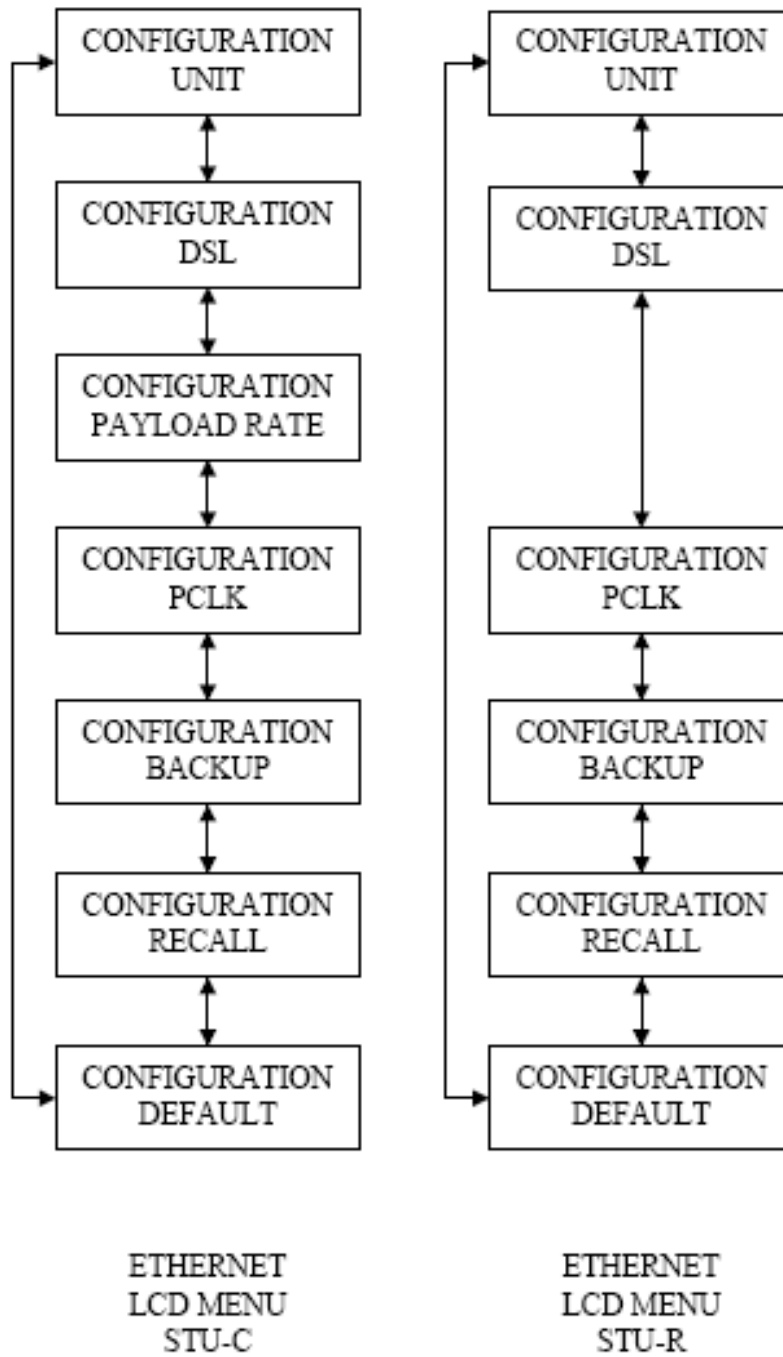 CONFIGURATION
UNIT
CONFIGURATION
DSL
CONFIGURATION
PAYLOAD RATE
CONFIGURATION
PCLK
CONFIGURATION
BACKUP
CONFIGURATION
RECALL
CONFIGURATION
DEFAULT
ETHERNET
LCD MENU
STU-C
CONFIGURATION
UNIT
CONFIGURATION
DSL
CONFIGURATION
PCLK
CONFIGURATION
BACKUP
CONFIGURATION
RECALL
CONFIGURATION
DEFAULT
ETHERNET
LCD MENU
STU-R